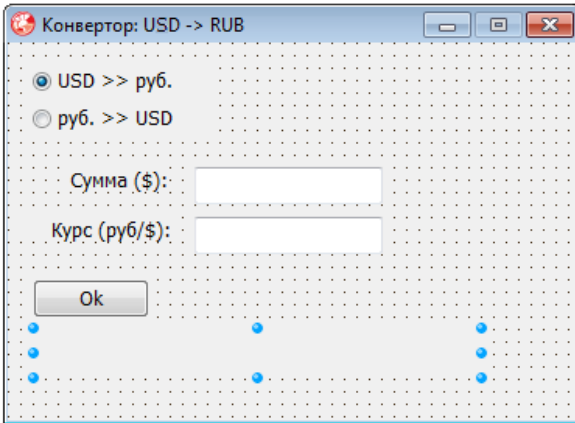 Конвертор: USD -> RUB
USD >> руб.
руб. >> USD
Сумма ($):
Курс (руб/$):
Ok